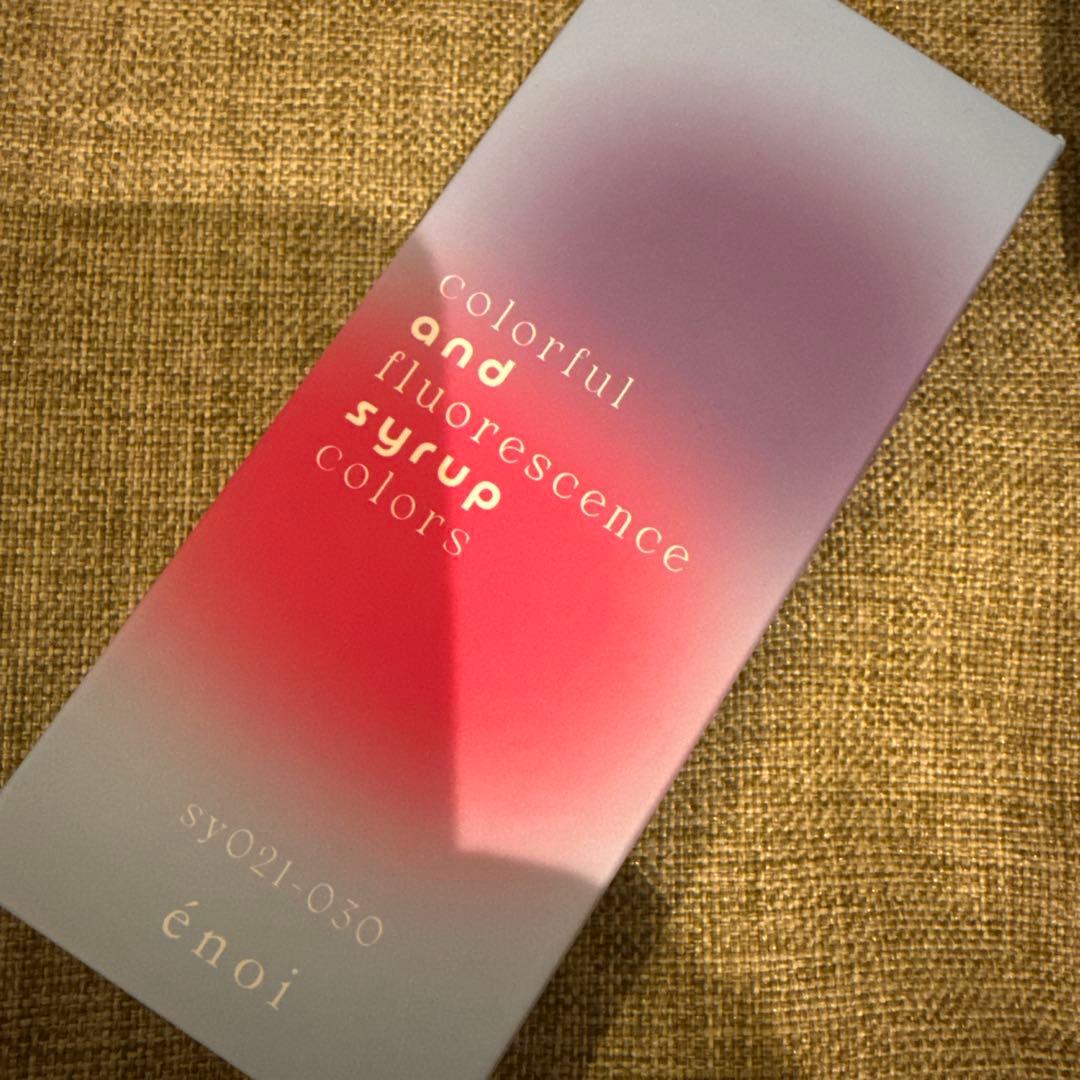 colorful
and
fluorescence
syrup
colors
sy021-030
énoi